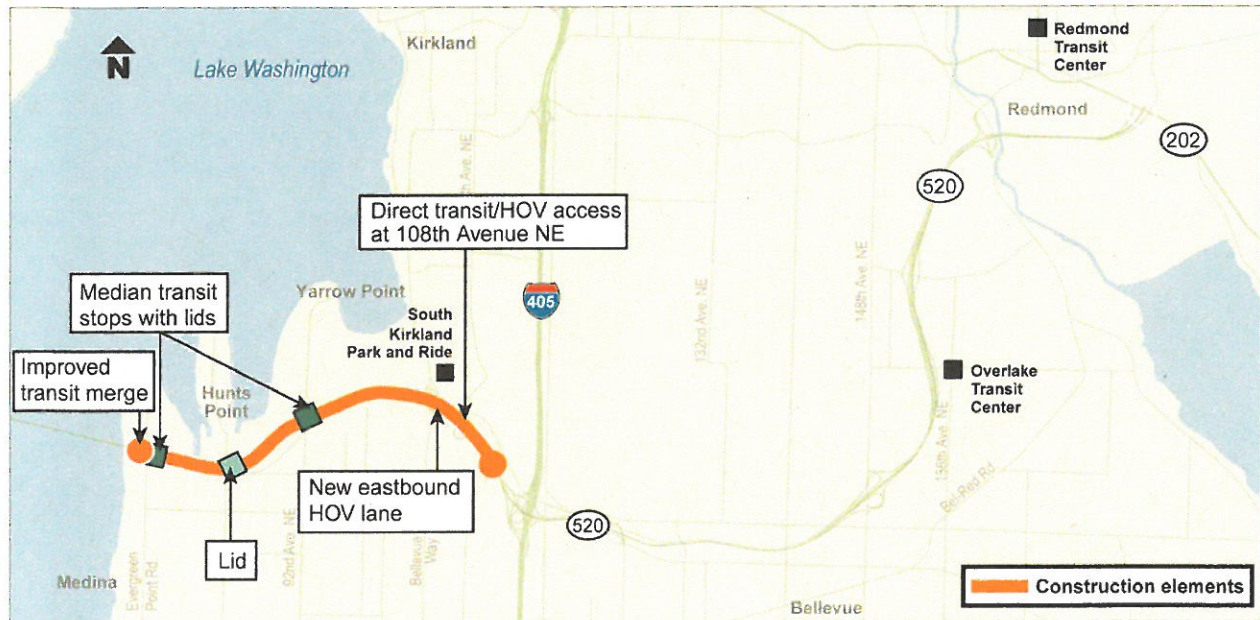 N
Lake Washington
Kirkland
Redmond
Transit
Center
Redmond
202
520
Direct transit/HOV access
at 108th Avenue NE
Median transit
stops with lids
Yarrow Point
405
South
Kirkland
Park and Ride
132nd Ave. NE
148th Ave. NE
Improved
transit merge
Hunts
Point
Overlake
Transit
Center
156th Ave. NE
Bel-Red Rd
New eastbound
HOV lane
520
Lid
92nd Ave. NE
Bellevue
Way
Medina
Evergreen
Point Rd
Bellevue
Construction elements